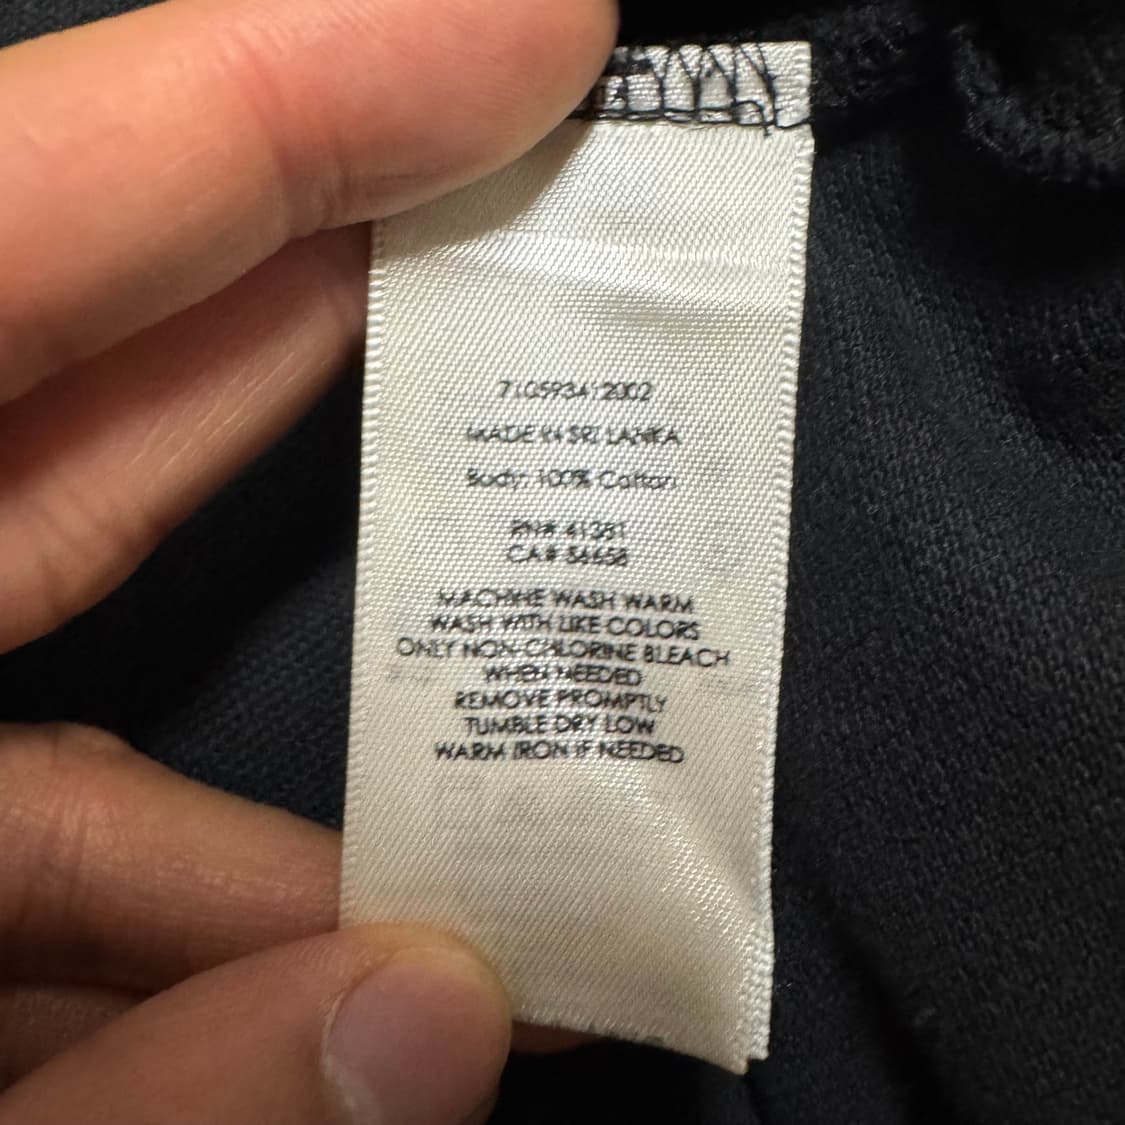 710593412002
MADE IN SRI LANKA
Body: 100% Cotton
RN# 41381
CA# 56658
MACHINE WASH WARM
WASH WITH LIKE COLORS
ONLY NON-CHLORINE BLEACH
WHEN NEEDED
REMOVE PROMPTLY
TUMBLE DRY LOW
WARM IRON IF NEEDED